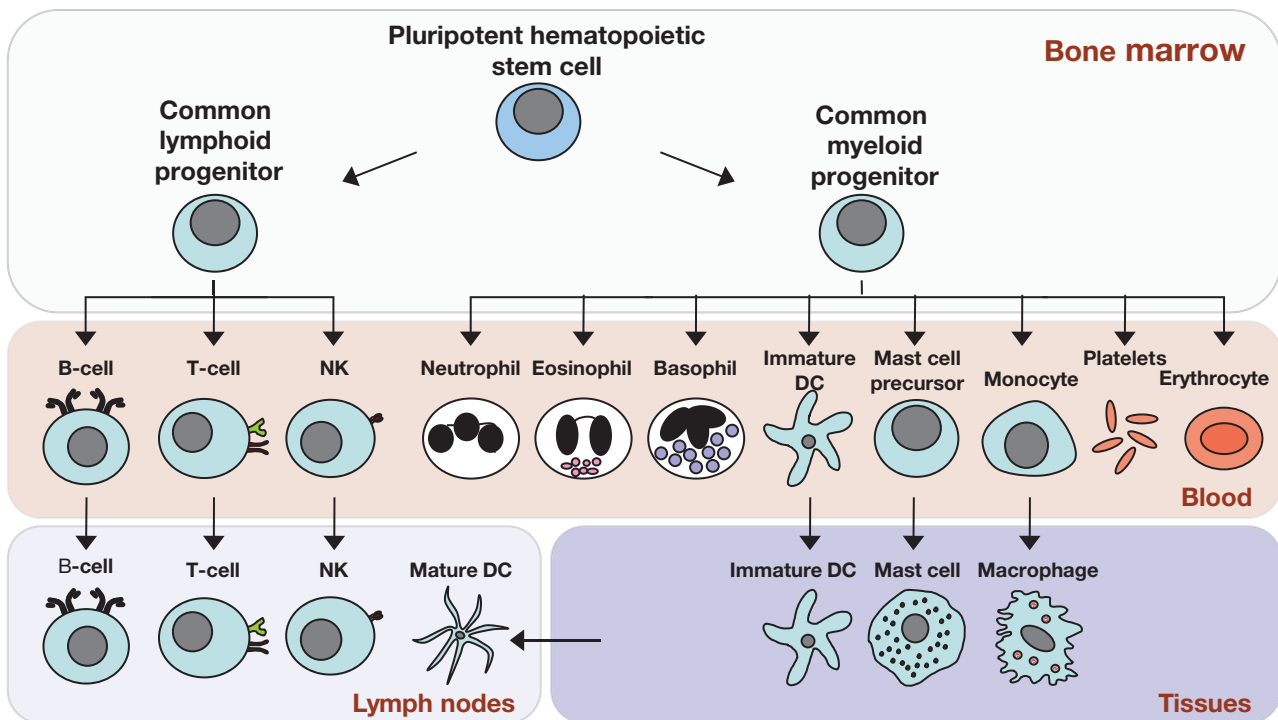 Pluripotent hematopoietic
stem cell
Bone marrow
Common
lymphoid
progenitor
Common
myeloid
progenitor
B-cell
T-cell
NK
Neutrophil
Eosinophil
Basophil
Immature
DC
Mast cell
precursor
Monocyte
Platelets
Erythrocyte
Blood
B-cell
T-cell
NK
Mature DC
Immature DC
Mast cell
Macrophage
Lymph nodes
Tissues